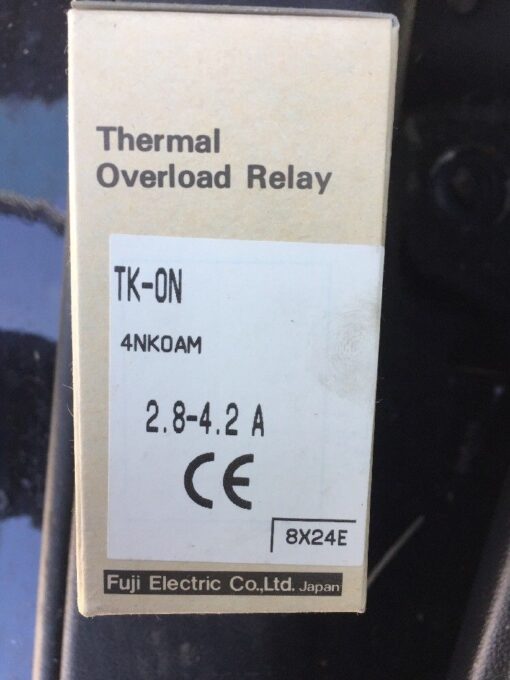 Thermal
Overload Relay
TK-0N
4NK0AM
2.8-4.2 A
CE
8X24E
Fuji Electric Co.,Ltd. Japan